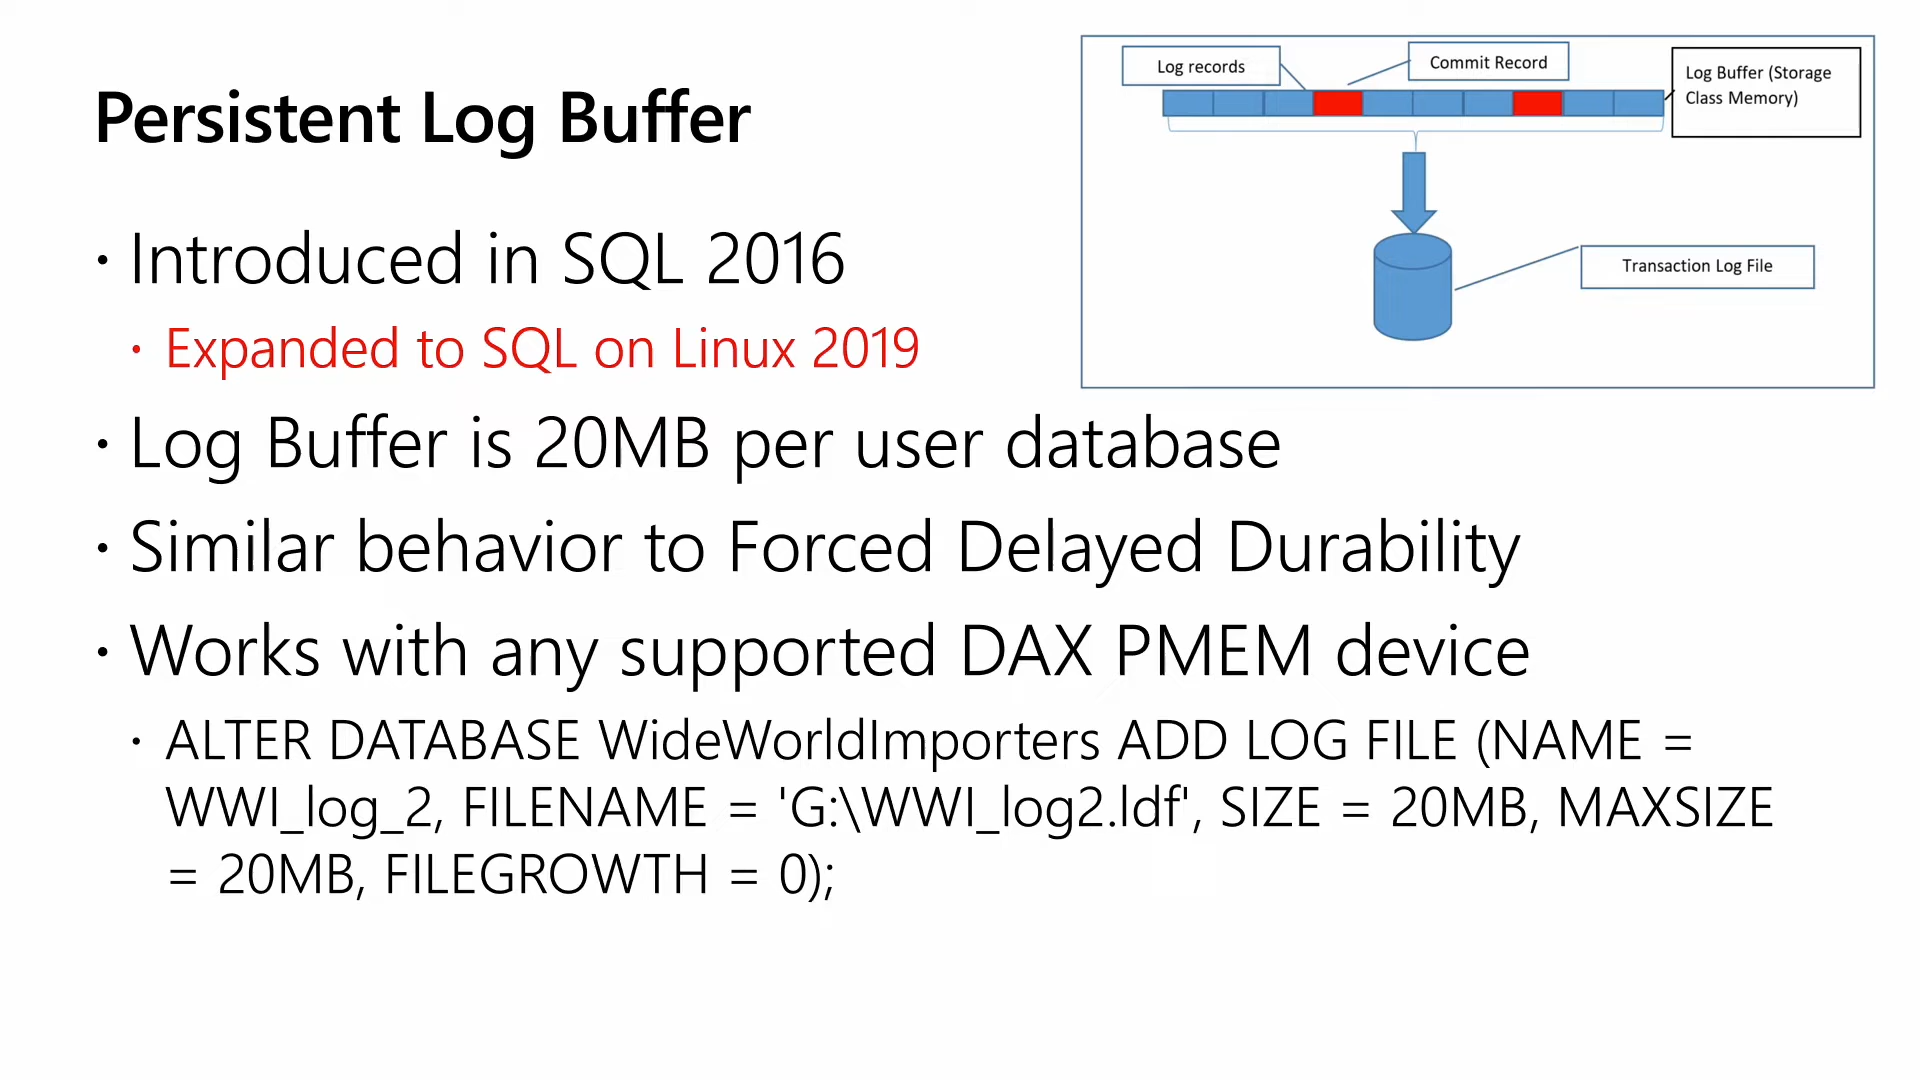 Persistent Log Buffer
• Introduced in SQL 2016
• Expanded to SQL on Linux 2019
• Log Buffer is 20MB per user database
• Similar behavior to Forced Delayed Durability
• Works with any supported DAX PMEM device
• ALTER DATABASE WideWorldImporters ADD LOG FILE (NAME =
WWI_log_2, FILENAME = 'G:\WWI_log2.ldf', SIZE = 20MB, MAXSIZE
= 20MB, FILEGROWTH = 0);
Log records
Commit Record
Log Buffer (Storage
Class Memory)
Transaction Log File